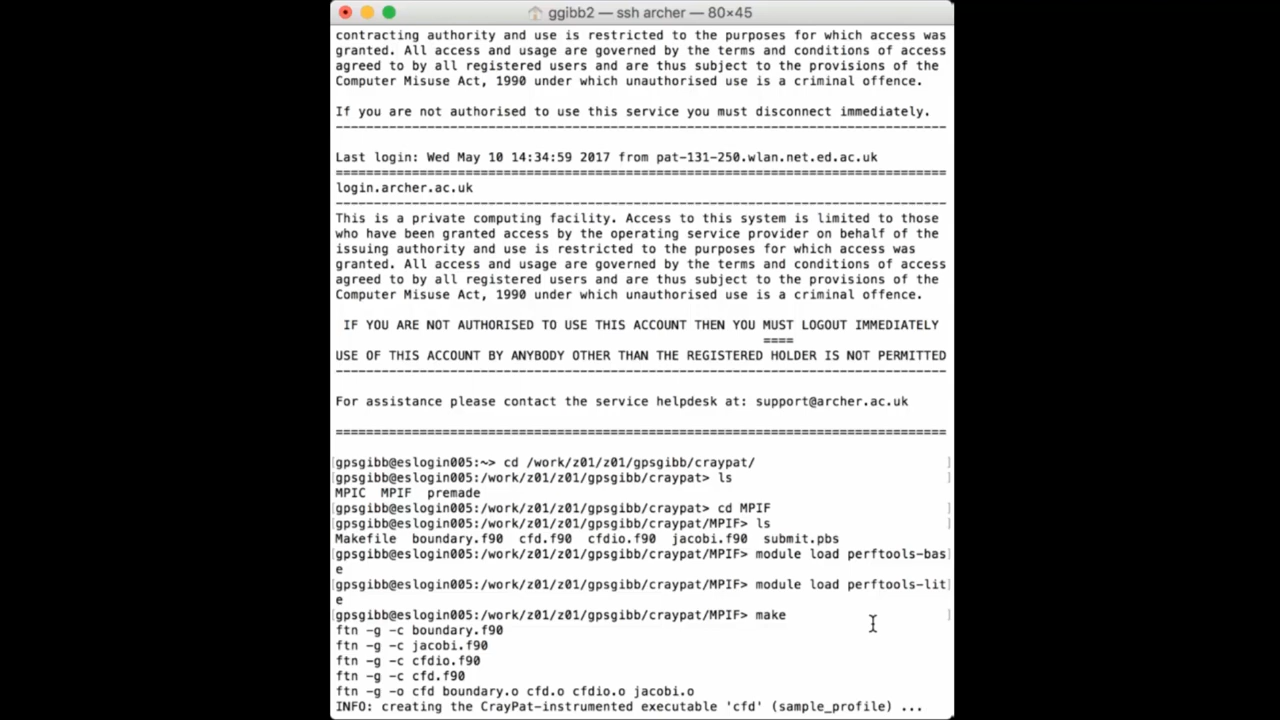 ggibb2 — ssh archer — 80×45
contracting authority and use is restricted to the purposes for which access was
granted. All access and usage are governed by the terms and conditions of access
agreed to by all registered users and are thus subject to the provisions of the
Computer Misuse Act, 1990 under which unauthorised use is a criminal offence.
If you are not authorised to use this service you must disconnect immediately.
--------------------------------------------------------------------------------
Last login: Wed May 10 14:34:59 2017 from pat-131-250.wlan.net.ed.ac.uk
================================================================================
login.archer.ac.uk
--------------------------------------------------------------------------------
This is a private computing facility. Access to this system is limited to those
who have been granted access by the operating service provider on behalf of the
issuing authority and use is restricted to the purposes for which access was
granted. All access and usage are governed by the terms and conditions of access
agreed to by all registered users and are thus subject to the provisions of the
Computer Misuse Act, 1990 under which unauthorised use is a criminal offence.
IF YOU ARE NOT AUTHORISED TO USE THIS ACCOUNT THEN YOU MUST LOGOUT IMMEDIATELY
====
USE OF THIS ACCOUNT BY ANYBODY OTHER THAN THE REGISTERED HOLDER IS NOT PERMITTED
--------------------------------------------------------------------------------
For assistance please contact the service helpdesk at: support@archer.ac.uk
================================================================================
[gpsgibb@eslogin005:~> cd /work/z01/z01/gpsgibb/craypat/ ]
[gpsgibb@eslogin005:/work/z01/z01/gpsgibb/craypat> ls ]
MPIC  MPIF  premade
[gpsgibb@eslogin005:/work/z01/z01/gpsgibb/craypat> cd MPIF ]
[gpsgibb@eslogin005:/work/z01/z01/gpsgibb/craypat/MPIF> ls ]
Makefile  boundary.f90  cfd.f90  cfdio.f90  jacobi.f90  submit.pbs
[gpsgibb@eslogin005:/work/z01/z01/gpsgibb/craypat/MPIF> module load perftools-bas]
e
[gpsgibb@eslogin005:/work/z01/z01/gpsgibb/craypat/MPIF> module load perftools-lit]
e
[gpsgibb@eslogin005:/work/z01/z01/gpsgibb/craypat/MPIF> make ]
ftn -g -c boundary.f90
ftn -g -c jacobi.f90
ftn -g -c cfdio.f90
ftn -g -c cfd.f90
ftn -g -o cfd boundary.o cfd.o cfdio.o jacobi.o
INFO: creating the CrayPat-instrumented executable 'cfd' (sample_profile) ...